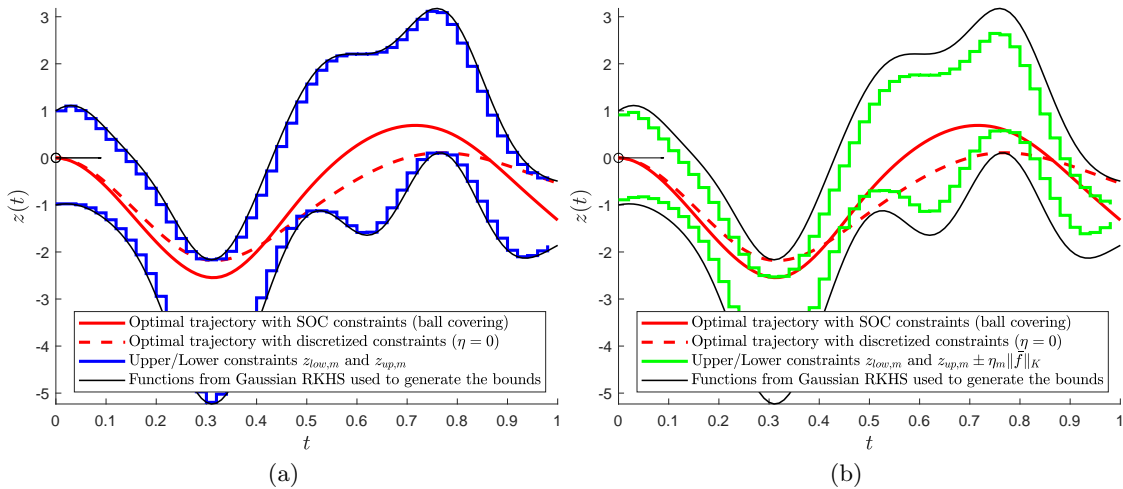 3
2
1
0
-1
-2
-3
-5
z(t)
Optimal trajectory with SOC constraints (ball covering)
Optimal trajectory with discretized constraints (η = 0)
Upper/Lower constraints z_{low,m} and z_{up,m}
Functions from Gaussian RKHS used to generate the bounds
0 0.1 0.2 0.3 0.4 0.5 0.6 0.7 0.8 0.9 1
t
(a)
3
2
1
0
-1
-2
-3
-5
z(t)
Optimal trajectory with SOC constraints (ball covering)
Optimal trajectory with discretized constraints (η = 0)
Upper/Lower constraints z_{low,m} and z_{up,m} ± η_m‖f̄‖_K
Functions from Gaussian RKHS used to generate the bounds
0 0.1 0.2 0.3 0.4 0.5 0.6 0.7 0.8 0.9 1
t
(b)